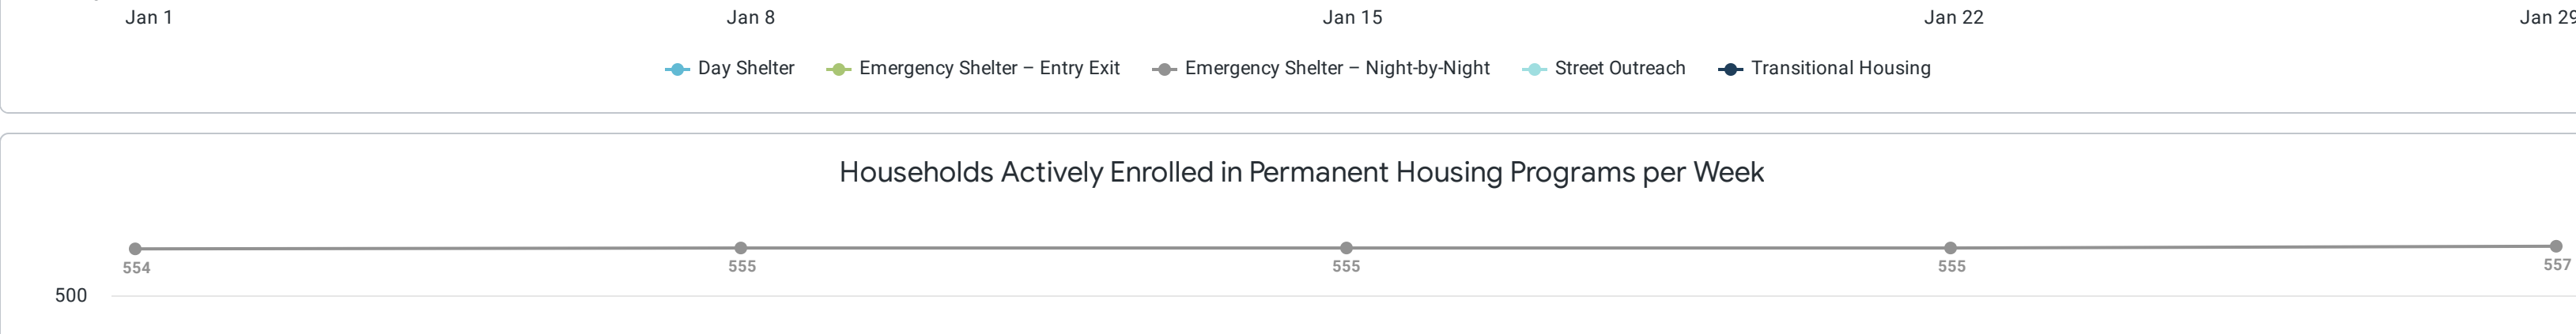 Jan 1 Jan 8 Jan 15 Jan 22 Jan 29
Day Shelter Emergency Shelter – Entry Exit Emergency Shelter – Night-by-Night Street Outreach Transitional Housing
Households Actively Enrolled in Permanent Housing Programs per Week
554 555 555 555 557
500